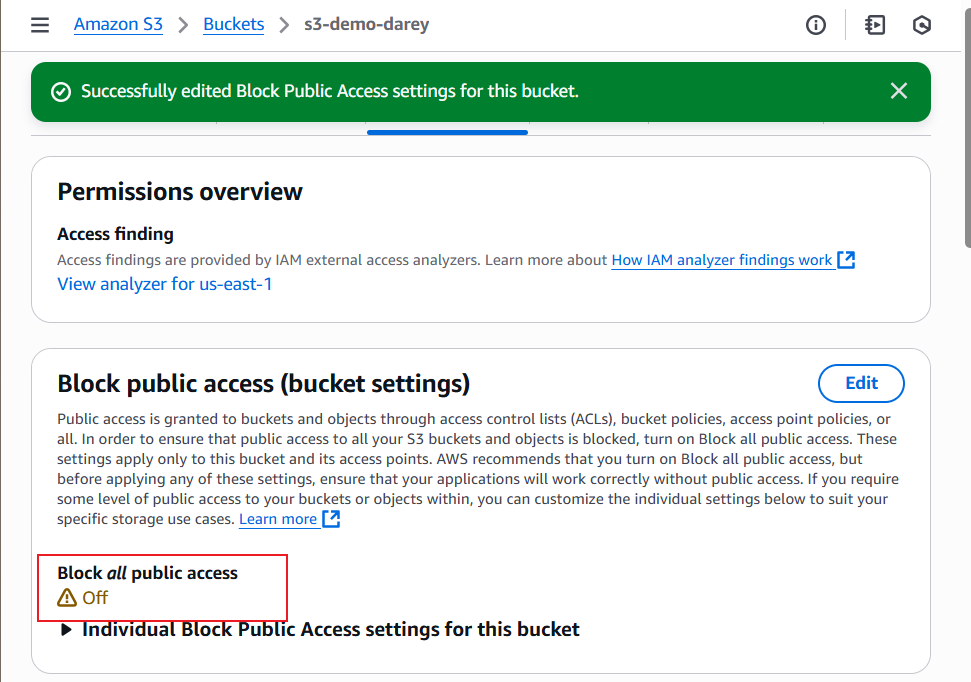 Amazon S3 > Buckets > s3-demo-darey
Successfully edited Block Public Access settings for this bucket.
Permissions overview
Access finding
Access findings are provided by IAM external access analyzers. Learn more about How IAM analyzer findings work
View analyzer for us-east-1
Block public access (bucket settings)
Edit
Public access is granted to buckets and objects through access control lists (ACLs), bucket policies, access point policies, or
all. In order to ensure that public access to all your S3 buckets and objects is blocked, turn on Block all public access. These
settings apply only to this bucket and its access points. AWS recommends that you turn on Block all public access, but
before applying any of these settings, ensure that your applications will work correctly without public access. If you require
some level of public access to your buckets or objects within, you can customize the individual settings below to suit your
specific storage use cases. Learn more
Block all public access
Off
Individual Block Public Access settings for this bucket